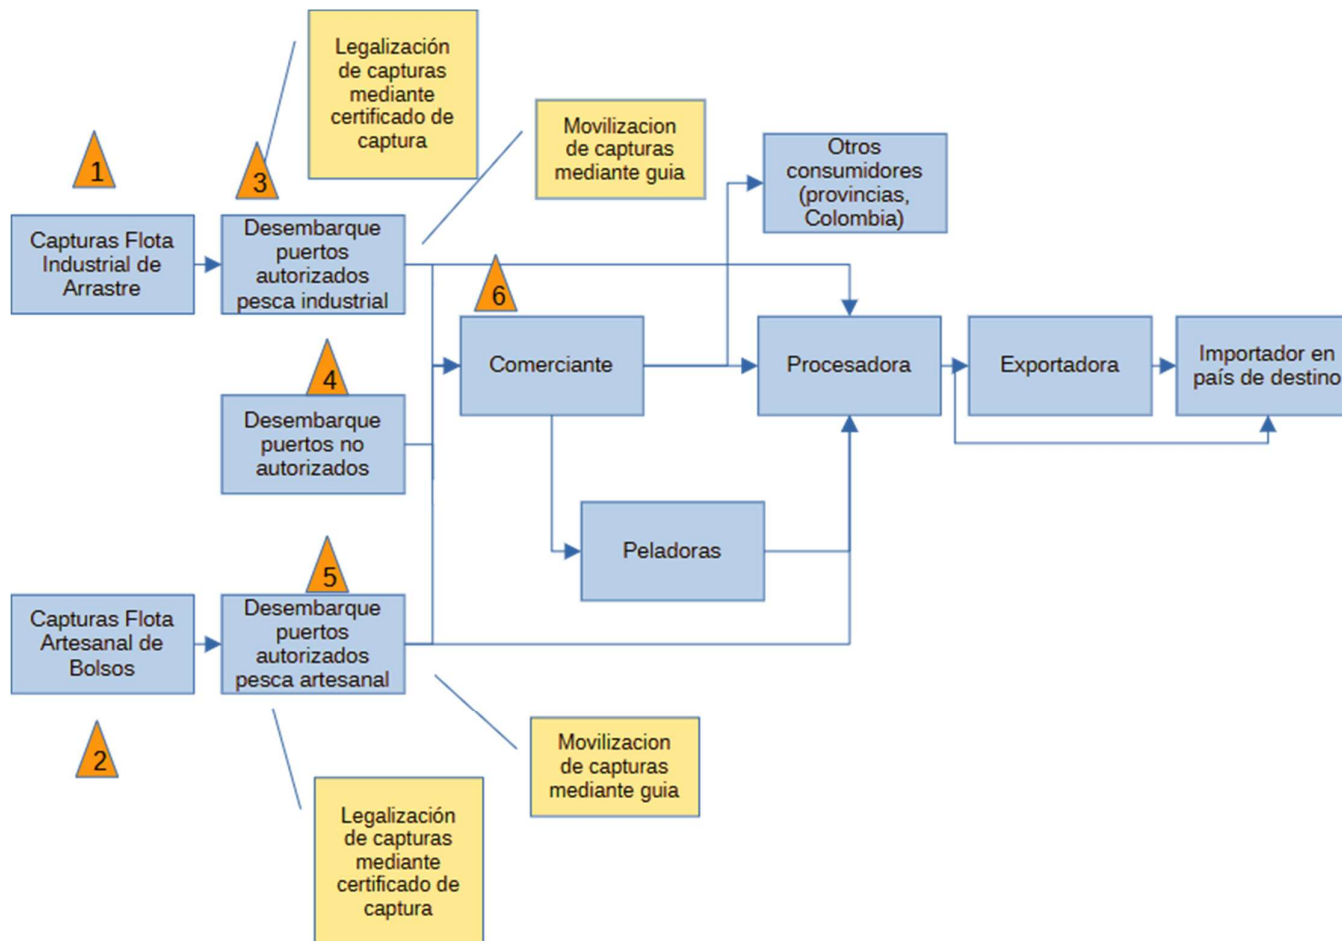 Legalización
de capturas
mediante
certificado de
captura
Movilizacion
de capturas
mediante guia
Otros
consumidores
(provincias,
Colombia)
1
3
Capturas Flota
Industrial de
Arrastre
Desembarque
puertos
autorizados
pesca industrial
6
Comerciante
Procesadora
Exportadora
Importador en
país de destino
4
Desembarque
puertos no
autorizados
Peladoras
5
Capturas Flota
Artesanal de
Bolsos
Desembarque
puertos
autorizados
pesca artesanal
2
Movilizacion
de capturas
mediante guia
Legalización
de capturas
mediante
certificado de
captura